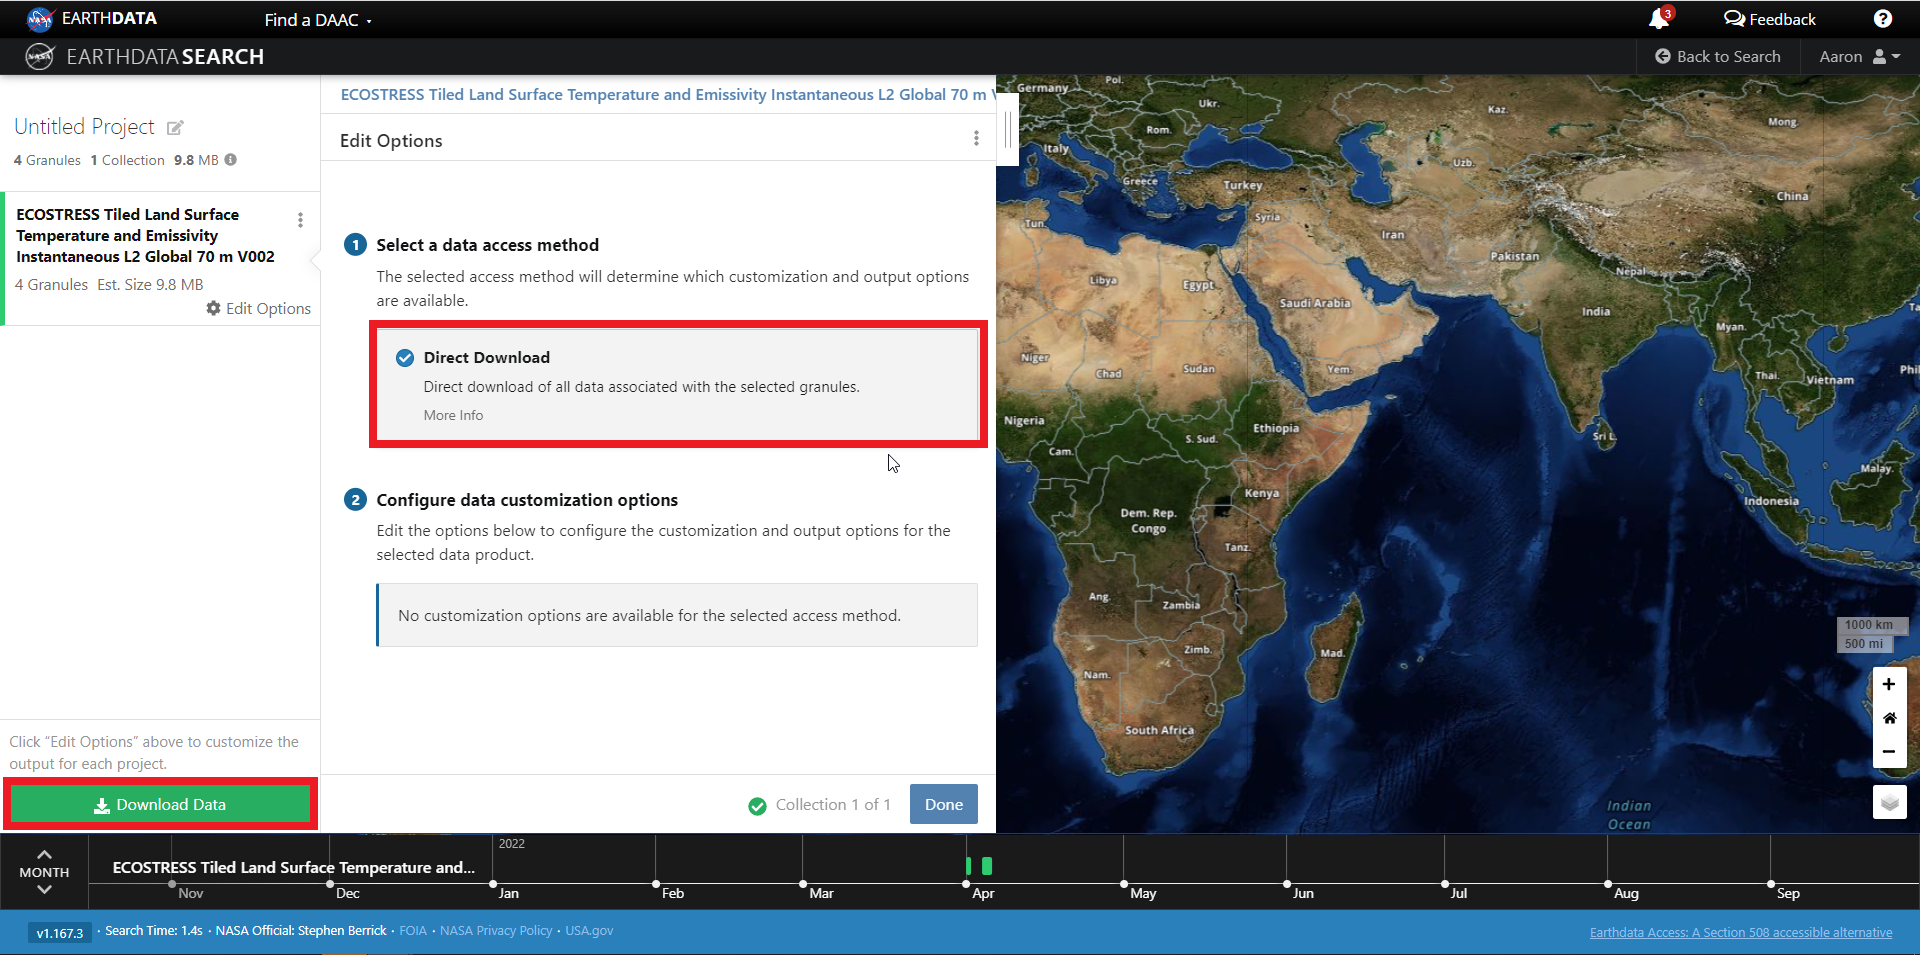 EARTHDATA
Find a DAAC
3
Feedback
?
EARTHDATA SEARCH
Back to Search
Aaron
Untitled Project
4 Granules 1 Collection 9.8 MB
ECOSTRESS Tiled Land Surface
Temperature and Emissivity
Instantaneous L2 Global 70 m V002
4 Granules Est. Size 9.8 MB
Edit Options
Click “Edit Options” above to customize the
output for each project.
Download Data
ECOSTRESS Tiled Land Surface Temperature and Emissivity Instantaneous L2 Global 70 m V
Edit Options
1 Select a data access method
The selected access method will determine which customization and output options
are available.
Direct Download
Direct download of all data associated with the selected granules.
More Info
2 Configure data customization options
Edit the options below to configure the customization and output options for the
selected data product.
No customization options are available for the selected access method.
Collection 1 of 1
Done
Pol.
Germany
Ukr.
Kaz.
Mong.
Rom.
Italy
Uzb.
Greece
Turkey
China
Tun.
Syria
Iran
Pakistan
Nepal
Libya
Egypt
Saudi Arabia
India
Myan.
Niger
Chad
Sudan
Yem.
Thai.
Vietnam
Phil
Nigeria
Ethiopia
S. Sud.
Sri L.
Cam.
Malay.
Kenya
Indonesia
Dem. Rep.
Congo
Tanz.
Ang.
Zambia
1000 km
500 mi
Zimb.
Mad.
Nam.
South Africa
Indian
Ocean
+
−
MONTH
ECOSTRESS Tiled Land Surface Temperature and...
2022
Nov
Dec
Jan
Feb
Mar
Apr
May
Jun
Jul
Aug
Sep
v1.167.3 · Search Time: 1.4s · NASA Official: Stephen Berrick · FOIA · NASA Privacy Policy · USA.gov
Earthdata Access: A Section 508 accessible alternative